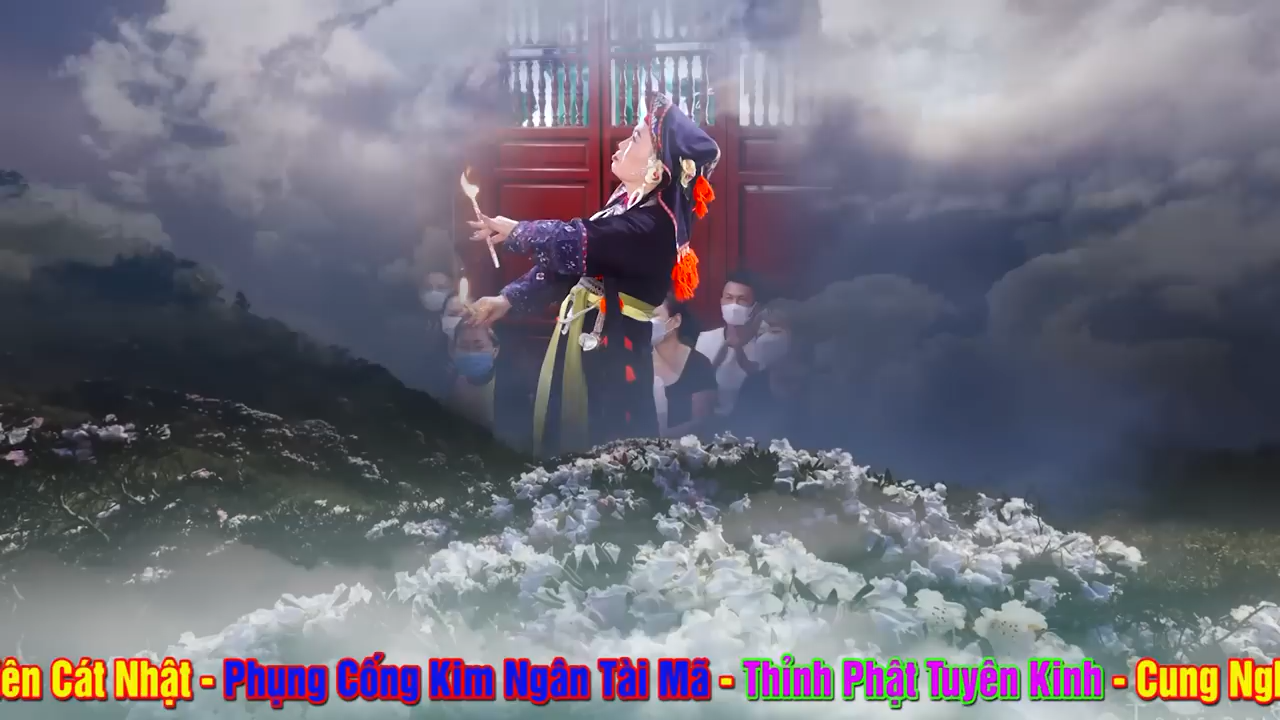 Cát Nhật - Phụng Cống Kim Ngân Tài Mã - Thỉnh Phật Tuyên Kinh - Cung